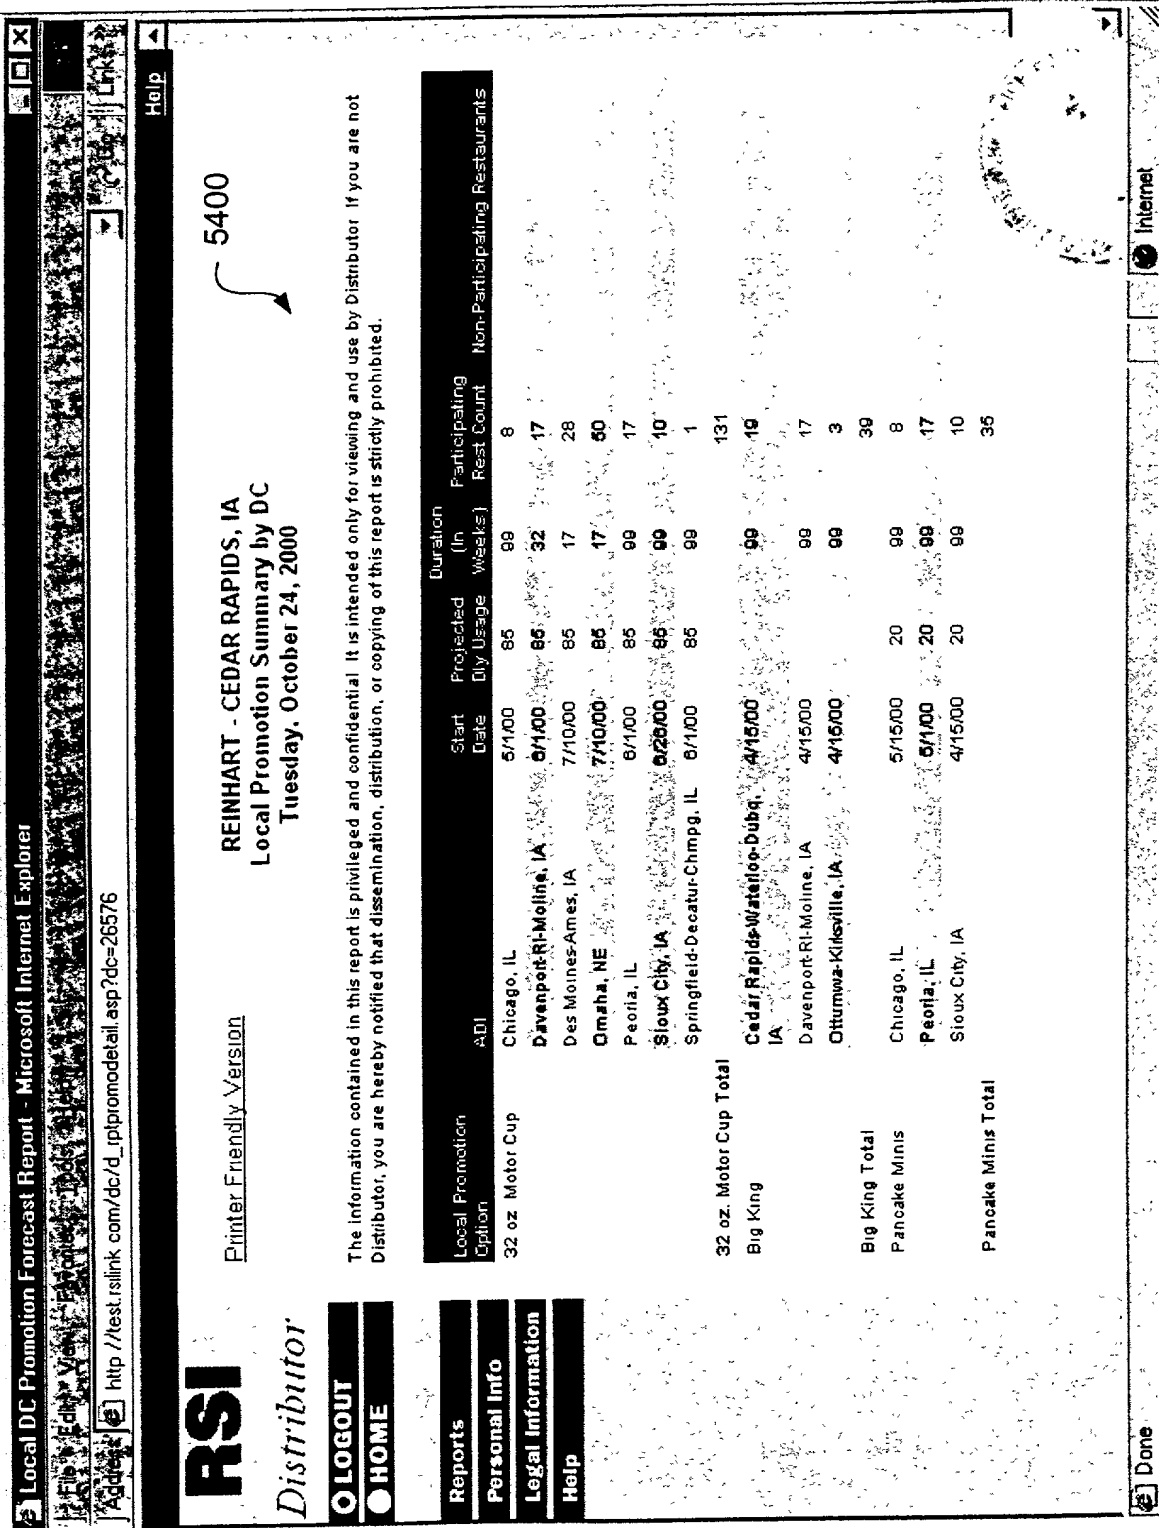 Local DC Promotion Forecast Report - Microsoft Internet Explorer
File Edit View Favorites Tools Help
Address http //test.rsilink com/dc/d_rptpromodetail.asp?dc=26576 Go Links »
Help
RSI
Distributor
LOGOUT
HOME
Reports
Personal Info
Legal Information
Help
Printer Friendly Version
REINHART - CEDAR RAPIDS, IA
Local Promotion Summary by DC
Tuesday, October 24, 2000
5400
The information contained in this report is privileged and confidential It is intended only for viewing and use by Distributor If you are not
Distributor, you are hereby notified that dissemination, distribution, or copying of this report is strictly prohibited.
Local Promotion Option ADI Start Date Projected Dly Usage Duration (In Weeks) Participating Rest Count Non-Participating Restaurants
32 oz Motor Cup Chicago, IL 5/1/00 85 99 8
Davenport-RI-Moline, IA 6/1/00 85 32 17
Des Moines-Ames, IA 7/10/00 85 17 28
Omaha, NE 7/10/00 85 17 50
Peoria, IL 6/1/00 85 99 17
Sioux City, IA 6/26/00 85 99 10
Springfield-Decatur-Chmpg, IL 6/1/00 85 99 1
32 oz. Motor Cup Total 131
Big King Cedar Rapids-Waterloo-Dubq, IA 4/15/00 99 19
Davenport-RI-Moline, IA 4/15/00 99 17
Ottumwa-Kirksville, IA 4/15/00 99 3
Big King Total 39
Pancake Minis Chicago, IL 5/15/00 20 99 8
Peoria, IL 5/1/00 20 99 17
Sioux City, IA 4/15/00 20 99 10
Pancake Minis Total 35
Done Internet